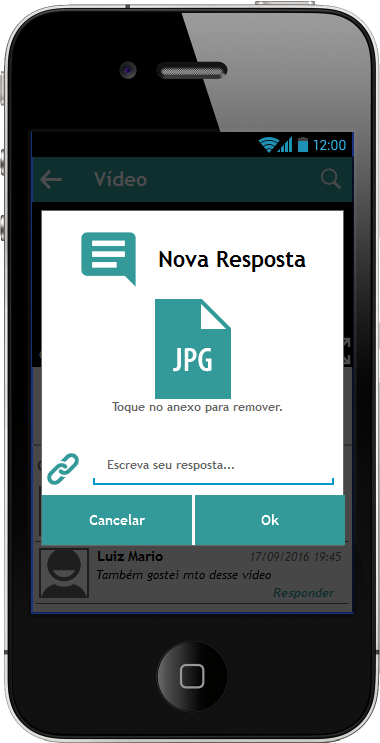 12:00
Vídeo
Nova Resposta
JPG
Toque no anexo para remover.
Escreva seu resposta...
Cancelar
Ok
Luiz Mario
17/09/2016 19:45
Também gostei mto desse vídeo
Responder